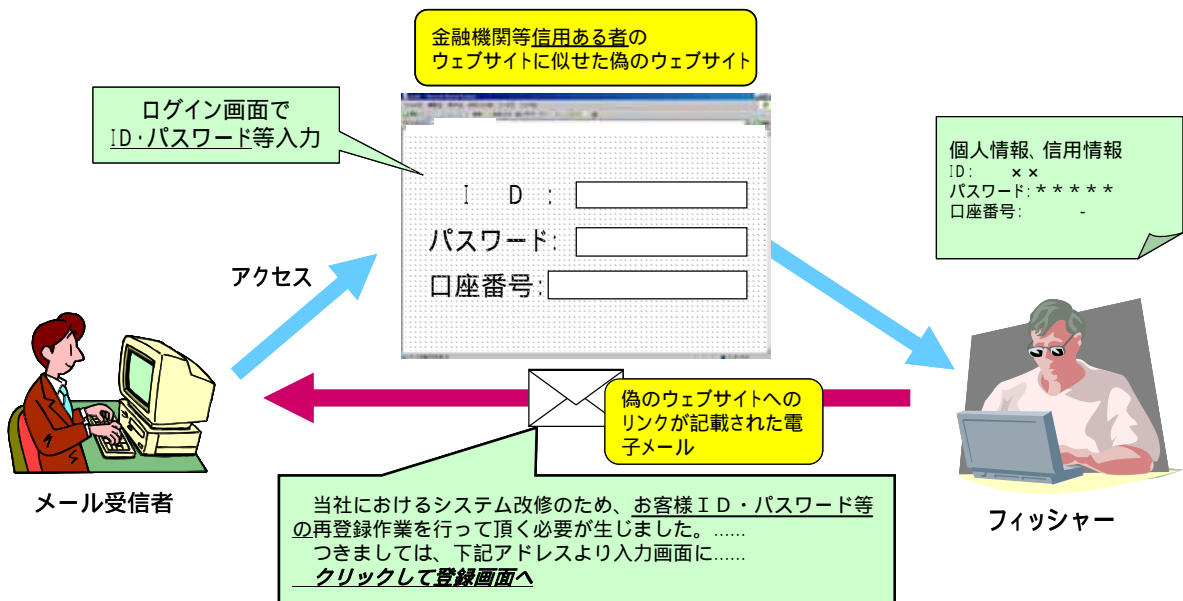 金融機関等信用ある者の
ウェブサイトに似せた偽のウェブサイト
ログイン画面で
ID・パスワード等入力
I D :
パスワード:
口座番号:
個人情報、信用情報
ID: ××
パスワード:*****
口座番号: -
アクセス
偽のウェブサイトへの
リンクが記載された電
子メール
メール受信者
フィッシャー
当社におけるシステム改修のため、お客様ID・パスワード等
の再登録作業を行って頂く必要が生じました。……
つきましては、下記アドレスより入力画面に……
クリックして登録画面へ